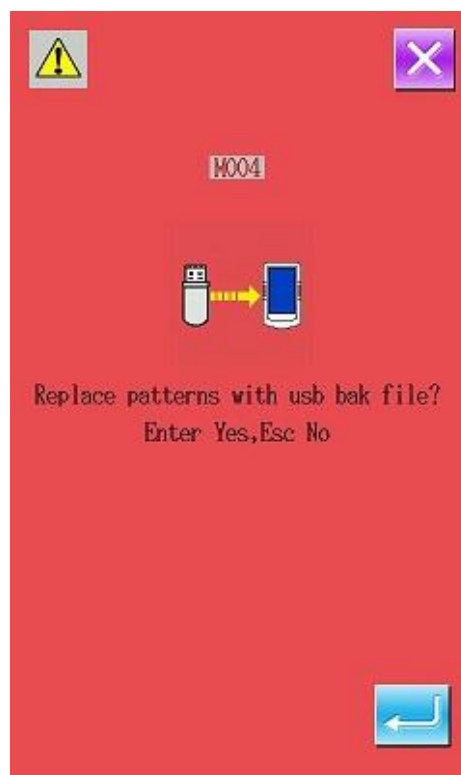 M004
Replace patterns with usb bak file?
Enter Yes,Esc No